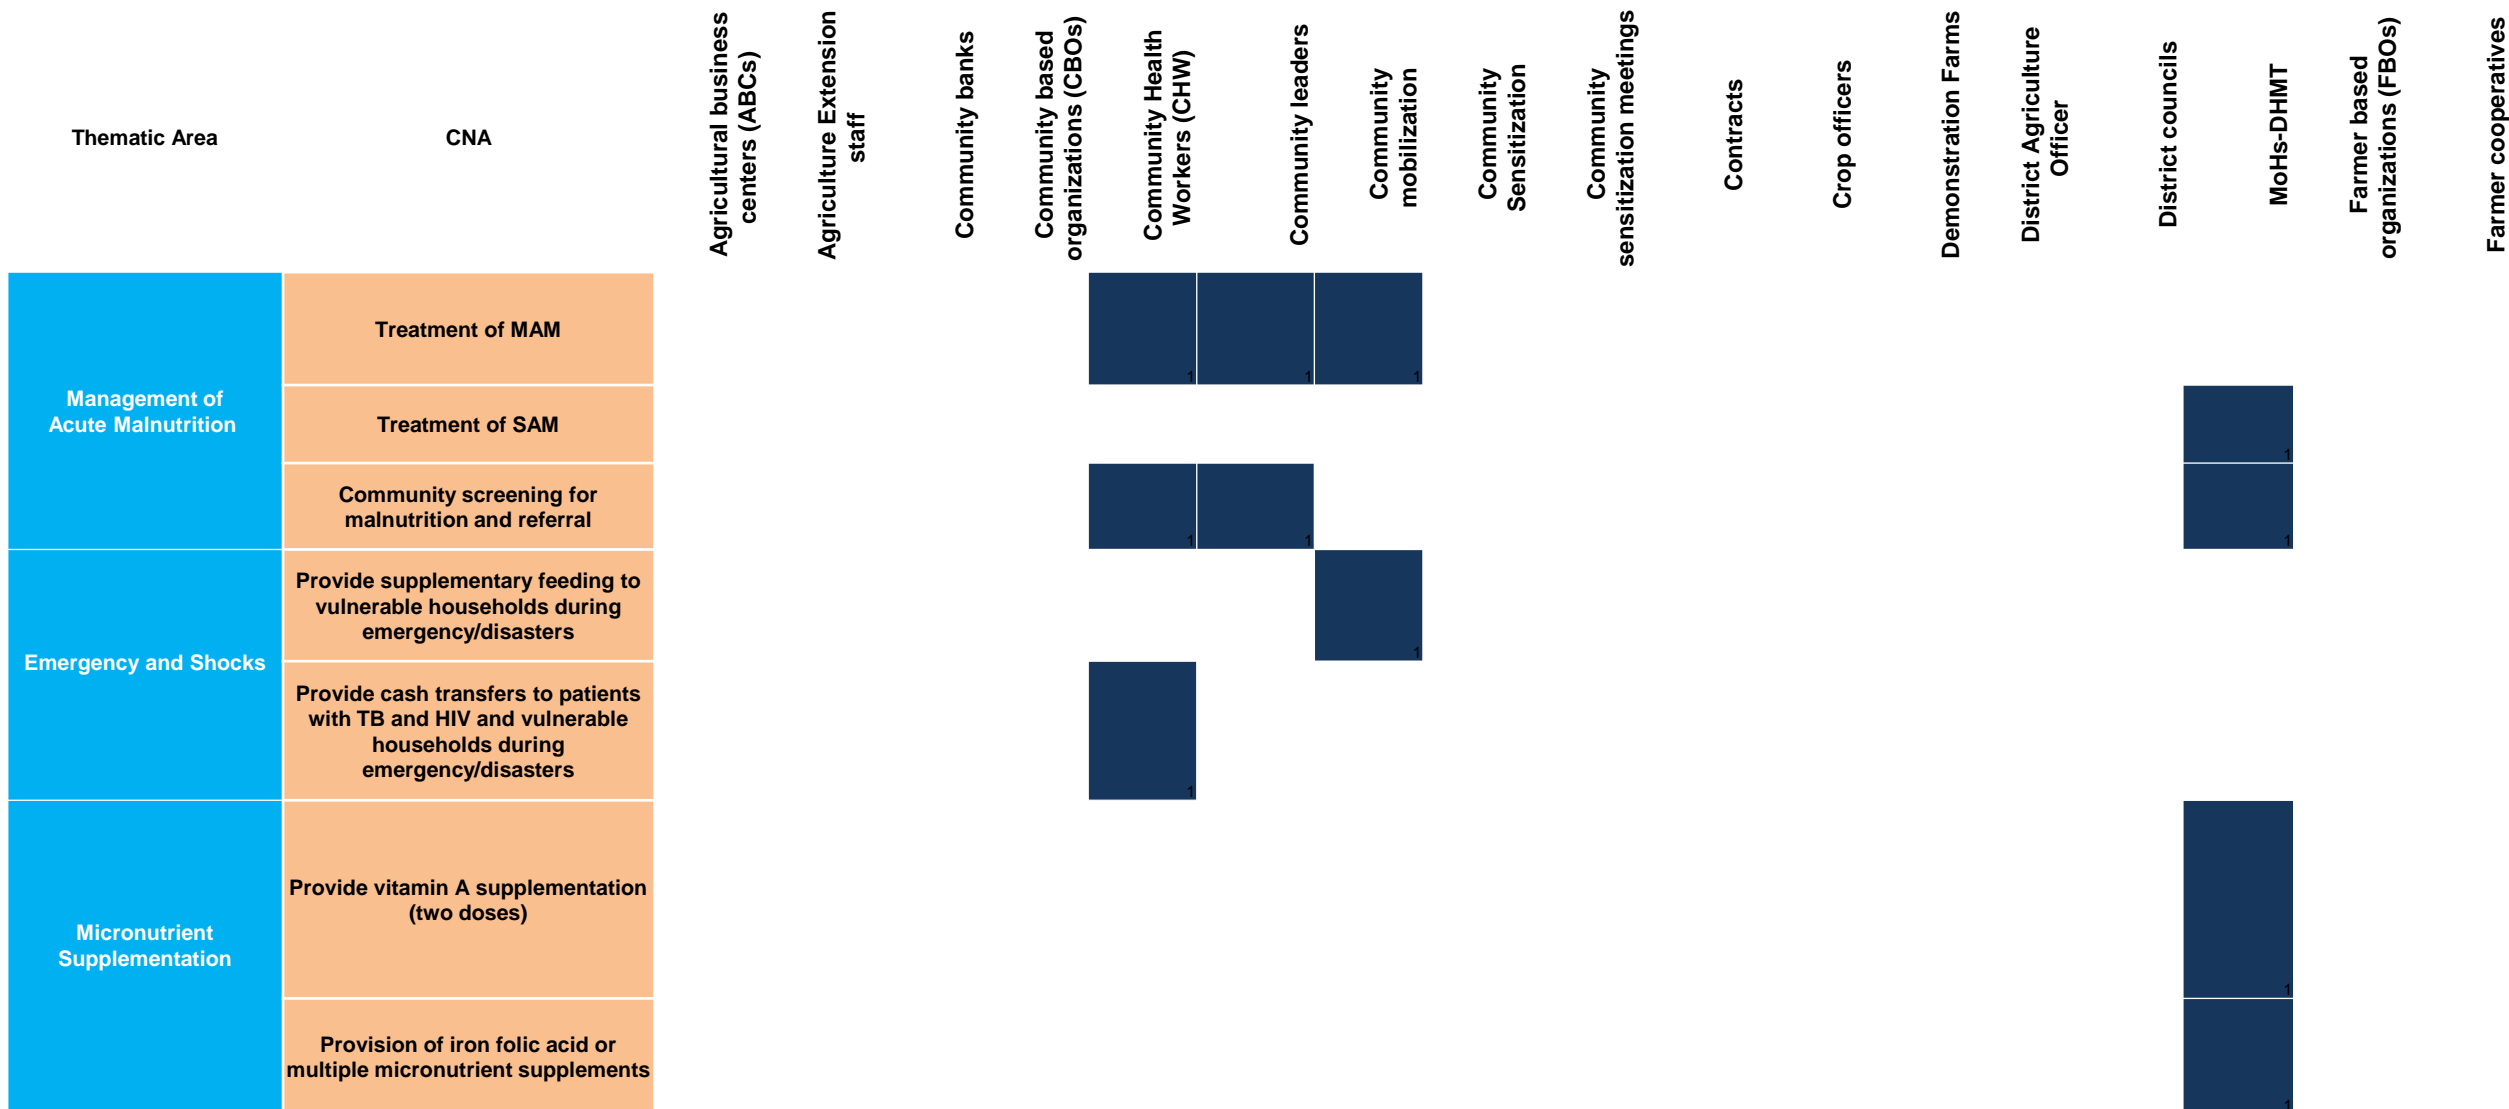 Thematic Area
CNA
Agricultural business
centers (ABCs)
Agriculture Extension
staff
Community banks
Community based
organizations (CBOs)
Community Health
Workers (CHW)
Community leaders
Community
mobilization
Community
Sensitization
Community
sensitization meetings
Contracts
Crop officers
Demonstration Farms
District Agriculture
Officer
District councils
MoHs-DHMT
Farmer based
organizations (FBOs)
Farmer cooperatives
Management of
Acute Malnutrition
Treatment of MAM
1
1
1
Treatment of SAM
1
Community screening for
malnutrition and referral
1
1
1
Emergency and Shocks
Provide supplementary feeding to
vulnerable households during
emergency/disasters
1
Provide cash transfers to patients
with TB and HIV and vulnerable
households during
emergency/disasters
1
Micronutrient
Supplementation
Provide vitamin A supplementation
(two doses)
1
Provision of iron folic acid or
multiple micronutrient supplements
1